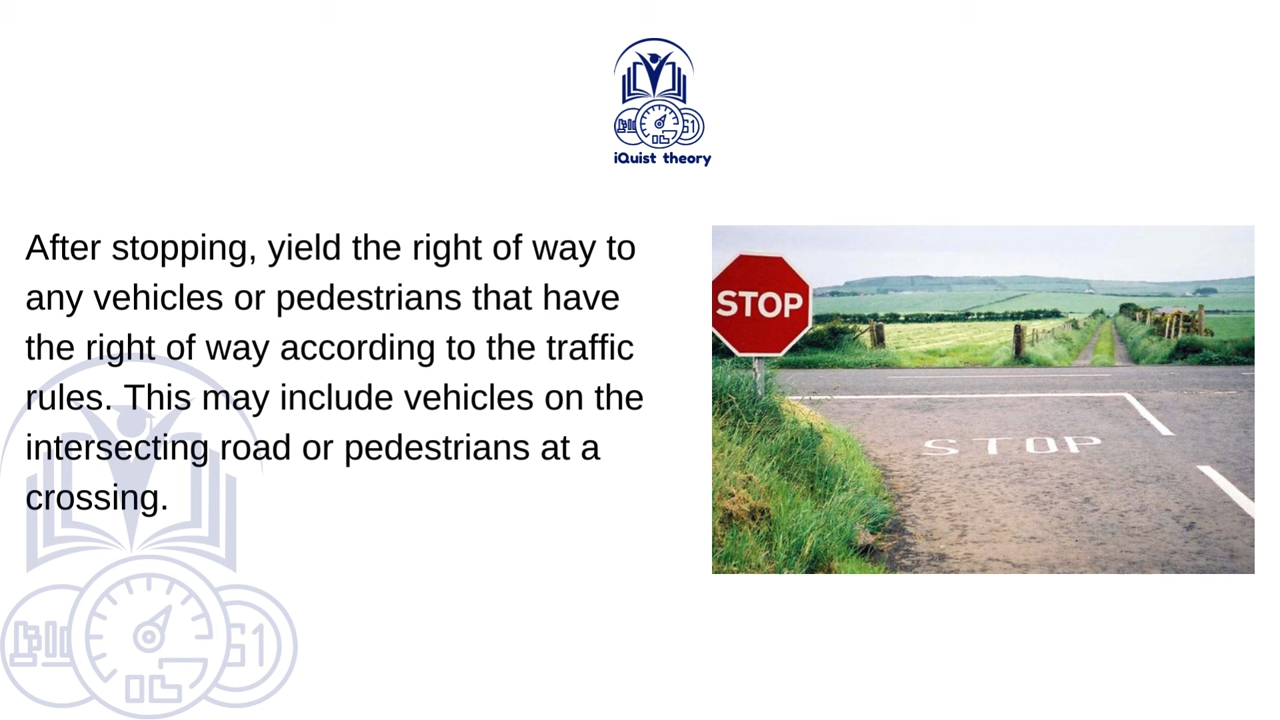 iQuist theory
After stopping, yield the right of way to
any vehicles or pedestrians that have
the right of way according to the traffic
rules. This may include vehicles on the
intersecting road or pedestrians at a
crossing.
STOP
STOP